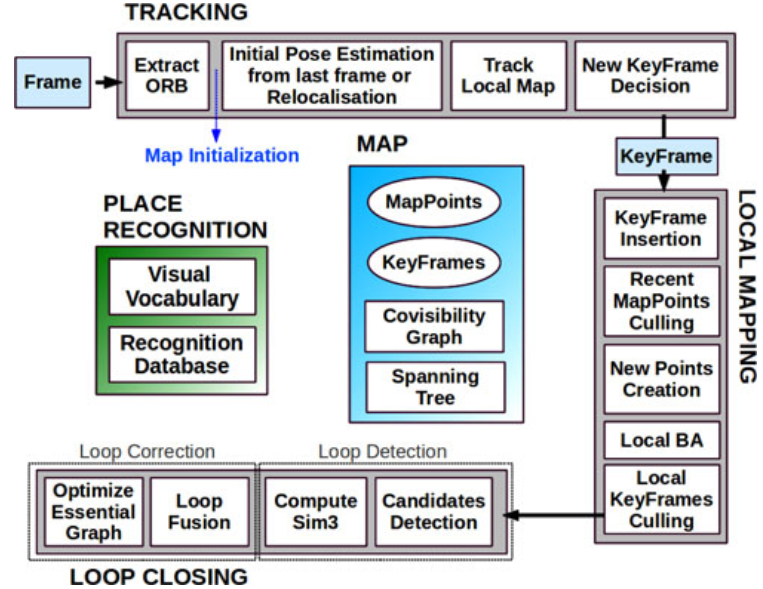 TRACKING
Frame
Extract
ORB
Initial Pose Estimation
from last frame or
Relocalisation
Track
Local Map
New KeyFrame
Decision
Map Initialization
KeyFrame
MAP
MapPoints
KeyFrames
Covisibility
Graph
Spanning
Tree
PLACE
RECOGNITION
Visual
Vocabulary
Recognition
Database
LOCAL MAPPING
KeyFrame
Insertion
Recent
MapPoints
Culling
New Points
Creation
Local BA
Local
KeyFrames
Culling
Loop Correction
Loop Detection
Optimize
Essential
Graph
Loop
Fusion
Compute
Sim3
Candidates
Detection
LOOP CLOSING